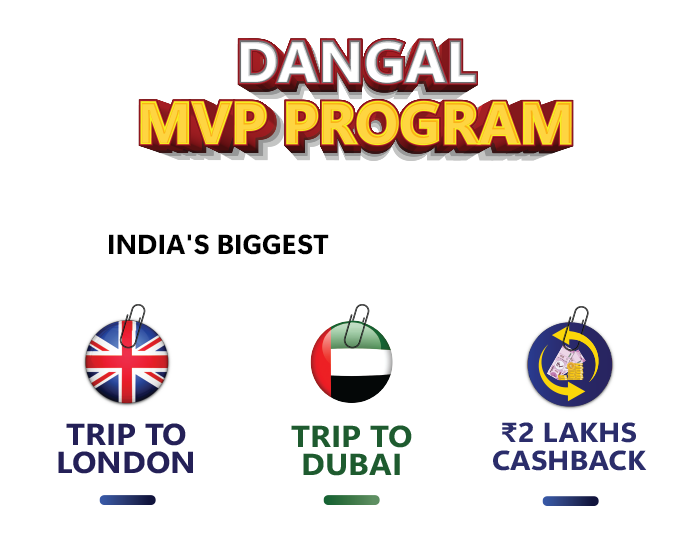 DANGAL
MVP PROGRAM
INDIA'S BIGGEST
TRIP TO
LONDON
TRIP TO
DUBAI
₹2 LAKHS
CASHBACK